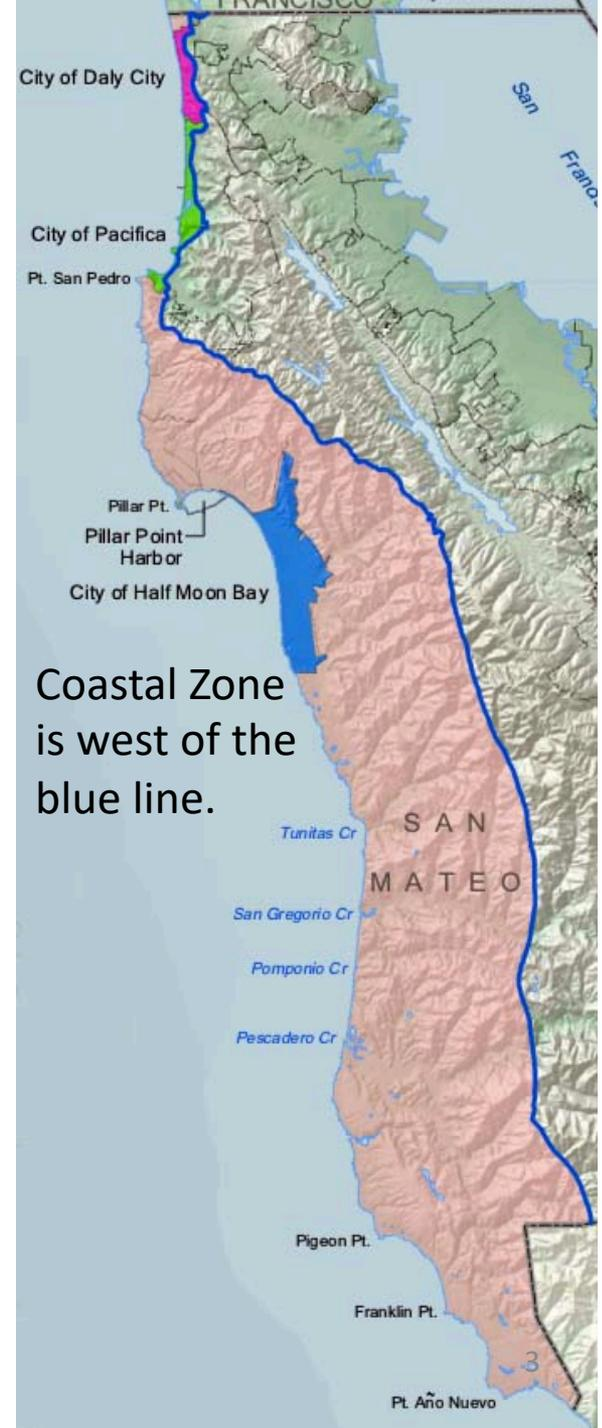 FRANCISCO
City of Daly City
San
Franc
City of Pacifica
Pt. San Pedro
Pillar Pt.
Pillar Point
Harbor
City of Half Moon Bay
Coastal Zone
is west of the
blue line.
Tunitas Cr
SAN
MATEO
San Gregorio Cr
Pomponio Cr
Pescadero Cr
Pigeon Pt.
Franklin Pt.
3
Pt. Año Nuevo